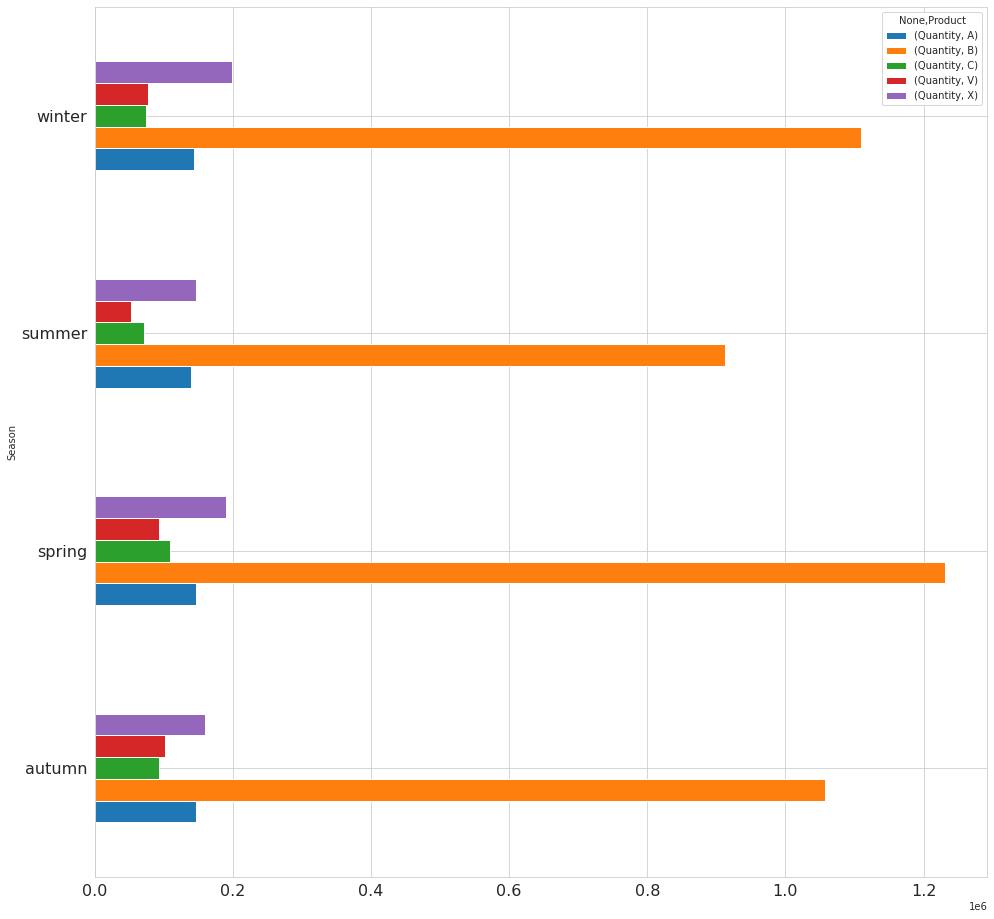 None,Product
(Quantity, A)
(Quantity, B)
(Quantity, C)
(Quantity, V)
(Quantity, X)
winter
summer
Season
spring
autumn
0.0 0.2 0.4 0.6 0.8 1.0 1.2
1e6